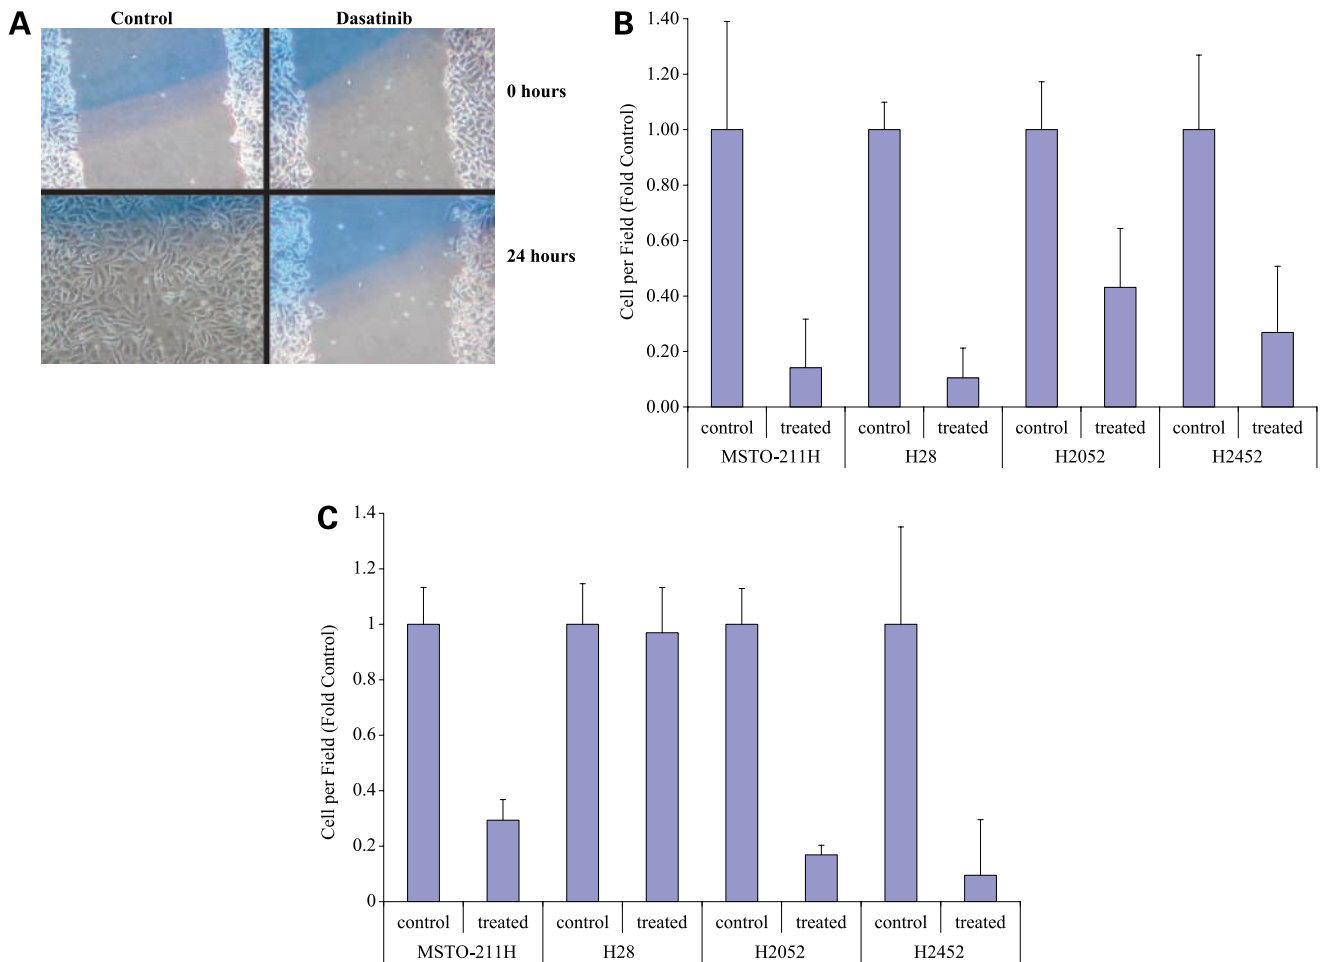 A
Control Dasatinib
0 hours
24 hours
B
Cell per Field (Fold Control)
1.40
1.20
1.00
0.80
0.60
0.40
0.20
0.00
control treated control treated control treated control treated
MSTO-211H H28 H2052 H2452
C
Cell per Field (Fold Control)
1.4
1.2
1
0.8
0.6
0.4
0.2
0
control treated control treated control treated control treated
MSTO-211H H28 H2052 H2452